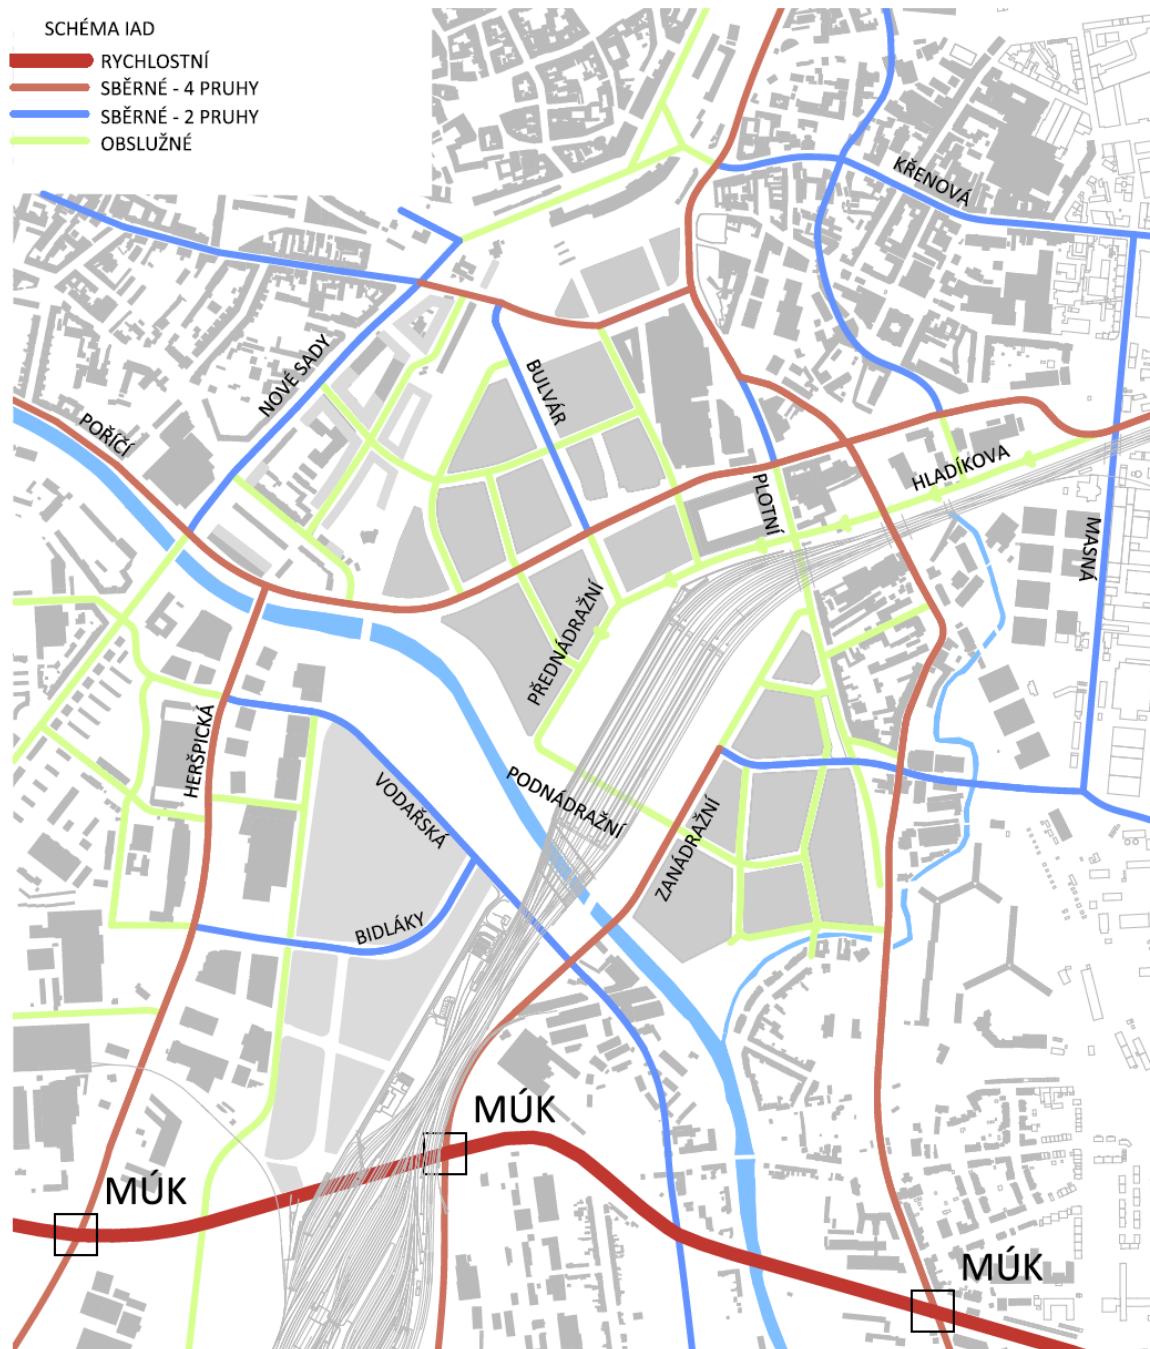 SCHÉMA IAD
RYCHLOSTNÍ
SBĚRNÉ - 4 PRUHY
SBĚRNÉ - 2 PRUHY
OBSLUŽNÉ
KŘENOVÁ
NOVÉ SADY
BULVÁR
POŘÍČÍ
HLADÍKOVA
PLOTNÍ
MASNÁ
PŘEDNÁDRAŽNÍ
HERŠPICKÁ
VODAŘSKÁ
PODNÁDRAŽNÍ
ZANÁDRAŽNÍ
BIDLÁKY
MÚK
MÚK
MÚK